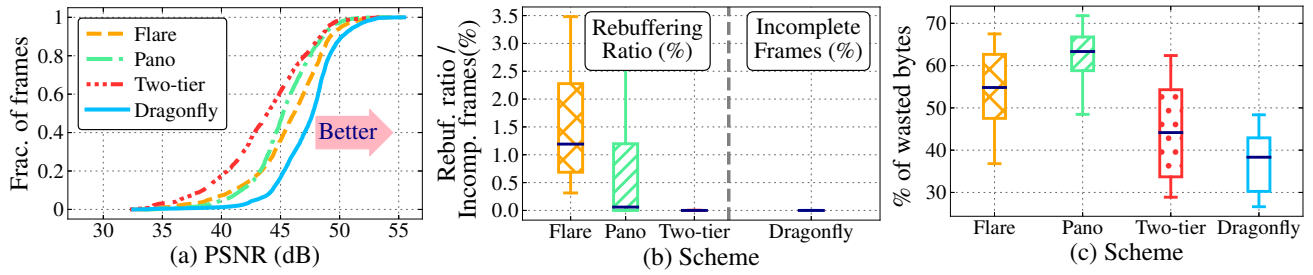 Frac. of frames
1
0.8
0.6
0.4
0.2
0
Flare
Pano
Two-tier
Dragonfly
Better
30
35
40
45
50
55
(a) PSNR (dB)
Rebuf. ratio /
Incomp. frames(%)
3.5
3.0
2.5
2.0
1.5
1.0
0.5
0.0
Rebuffering
Ratio (%)
Incomplete
Frames (%)
Flare
Pano
Two-tier
Dragonfly
(b) Scheme
% of wasted bytes
70
60
50
40
30
Flare
Pano
Two-tier
Dragonfly
(c) Scheme